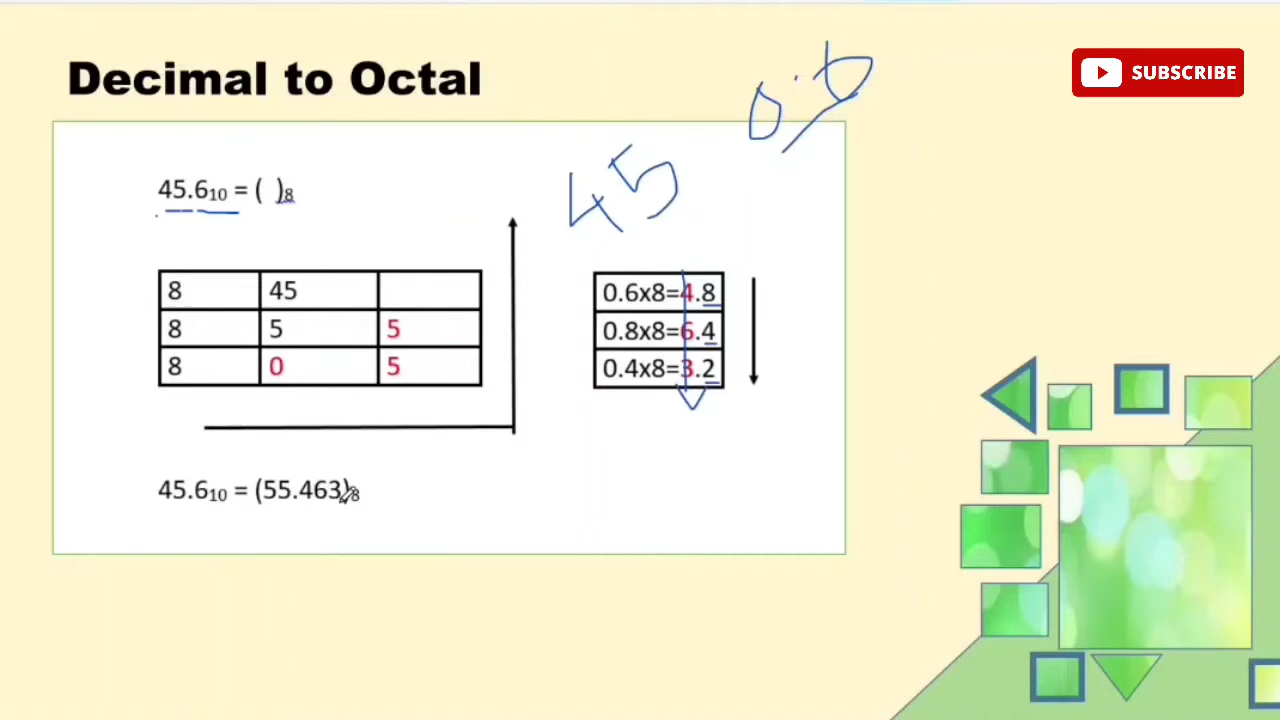 Decimal to Octal
SUBSCRIBE
0.6
45
45.6₁₀ = ( )₈
8 45
8 5 5
8 0 5
0.6x8=4.8
0.8x8=6.4
0.4x8=3.2
45.6₁₀ = (55.463)₈